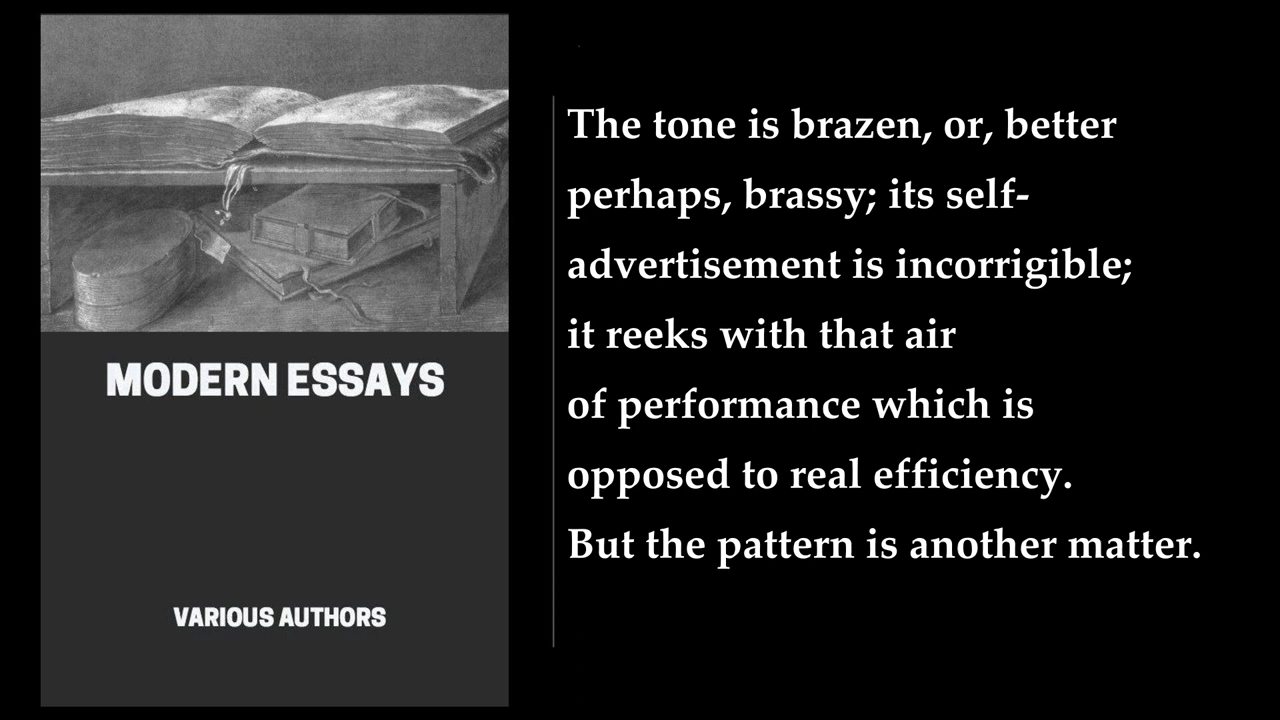 MODERN ESSAYS
VARIOUS AUTHORS
The tone is brazen, or, better
perhaps, brassy; its self-
advertisement is incorrigible;
it reeks with that air
of performance which is
opposed to real efficiency.
But the pattern is another matter.